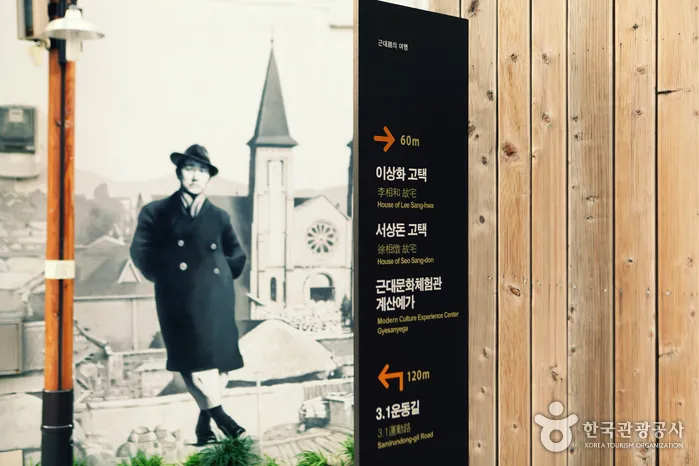 근대路의 여행
→ 60m
이상화 고택
李相和 故宅
House of Lee Sang-hwa
서상돈 고택
徐相燉 故宅
House of Seo Sang-don
근대문화체험관
계산예가
Modern Culture Experience Center
Gyesanyega
120m
3.1운동길
3.1運動路
Samirundong-gil Road
한국관광공사
KOREA TOURISM ORGANIZATION